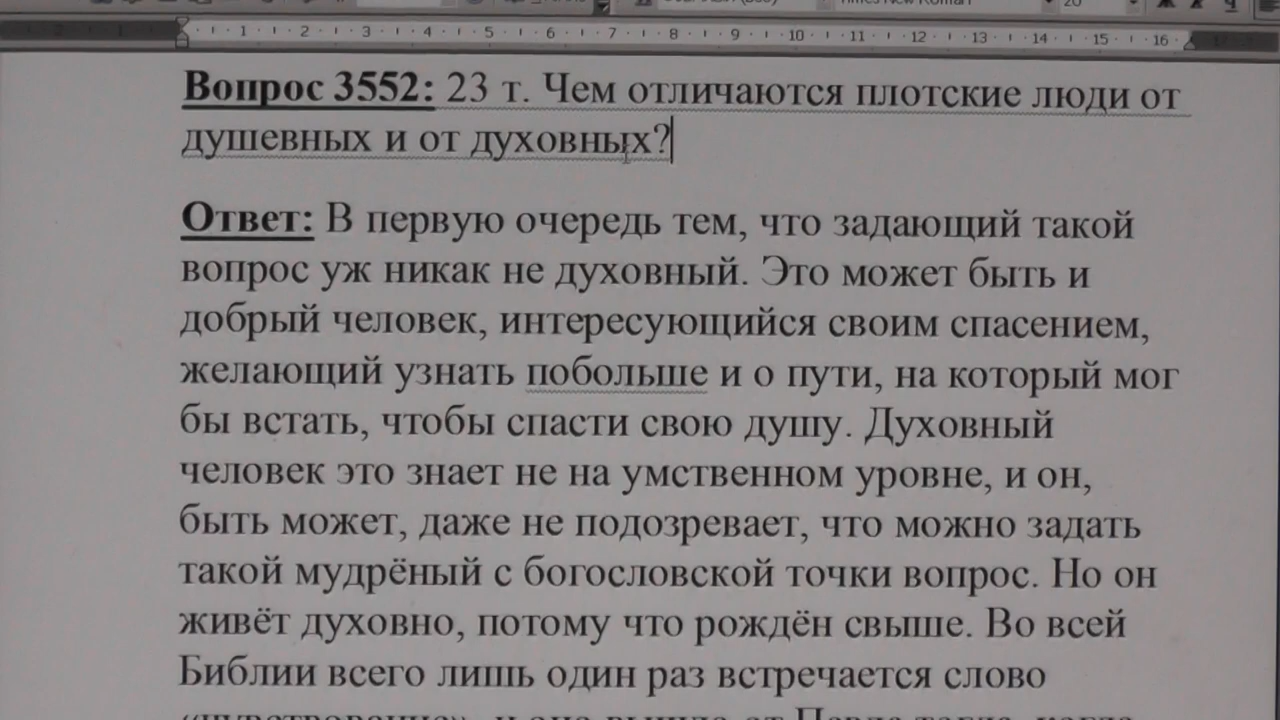 Вопрос 3552: 23 т. Чем отличаются плотские люди от
душевных и от духовных?
Ответ: В первую очередь тем, что задающий такой
вопрос уж никак не духовный. Это может быть и
добрый человек, интересующийся своим спасением,
желающий узнать побольше и о пути, на который мог
бы встать, чтобы спасти свою душу. Духовный
человек это знает не на умственном уровне, и он,
быть может, даже не подозревает, что можно задать
такой мудрёный с богословской точки вопрос. Но он
живёт духовно, потому что рождён свыше. Во всей
Библии всего лишь один раз встречается слово